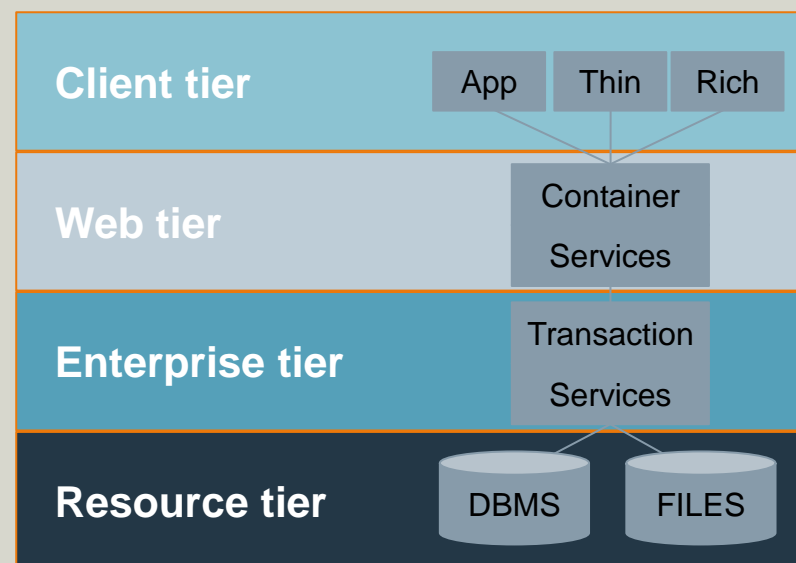 Client tier
App
Thin
Rich
Web tier
Container
Services
Enterprise tier
Transaction
Services
Resource tier
DBMS
FILES